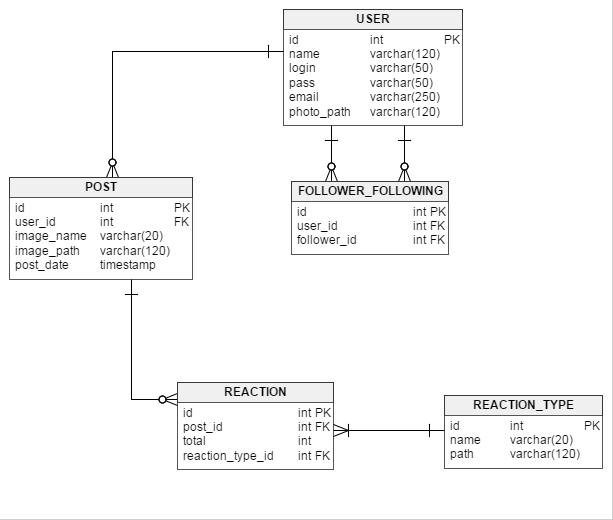 USER
id int PK
name varchar(120)
login varchar(50)
pass varchar(50)
email varchar(250)
photo_path varchar(120)
POST
id int PK
user_id int FK
image_name varchar(20)
image_path varchar(120)
post_date timestamp
FOLLOWER_FOLLOWING
id int PK
user_id int FK
follower_id int FK
REACTION
id int PK
post_id int FK
total int
reaction_type_id int FK
REACTION_TYPE
id int PK
name varchar(20)
path varchar(120)